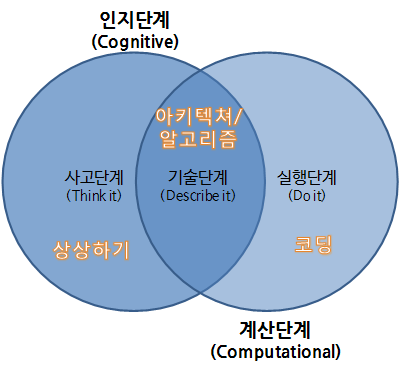 인지단계
(Cognitive)
아키텍쳐/
알고리즘
사고단계
(Think it)
기술단계
(Describe it)
실행단계
(Do it)
상상하기
코딩
계산단계
(Computational)